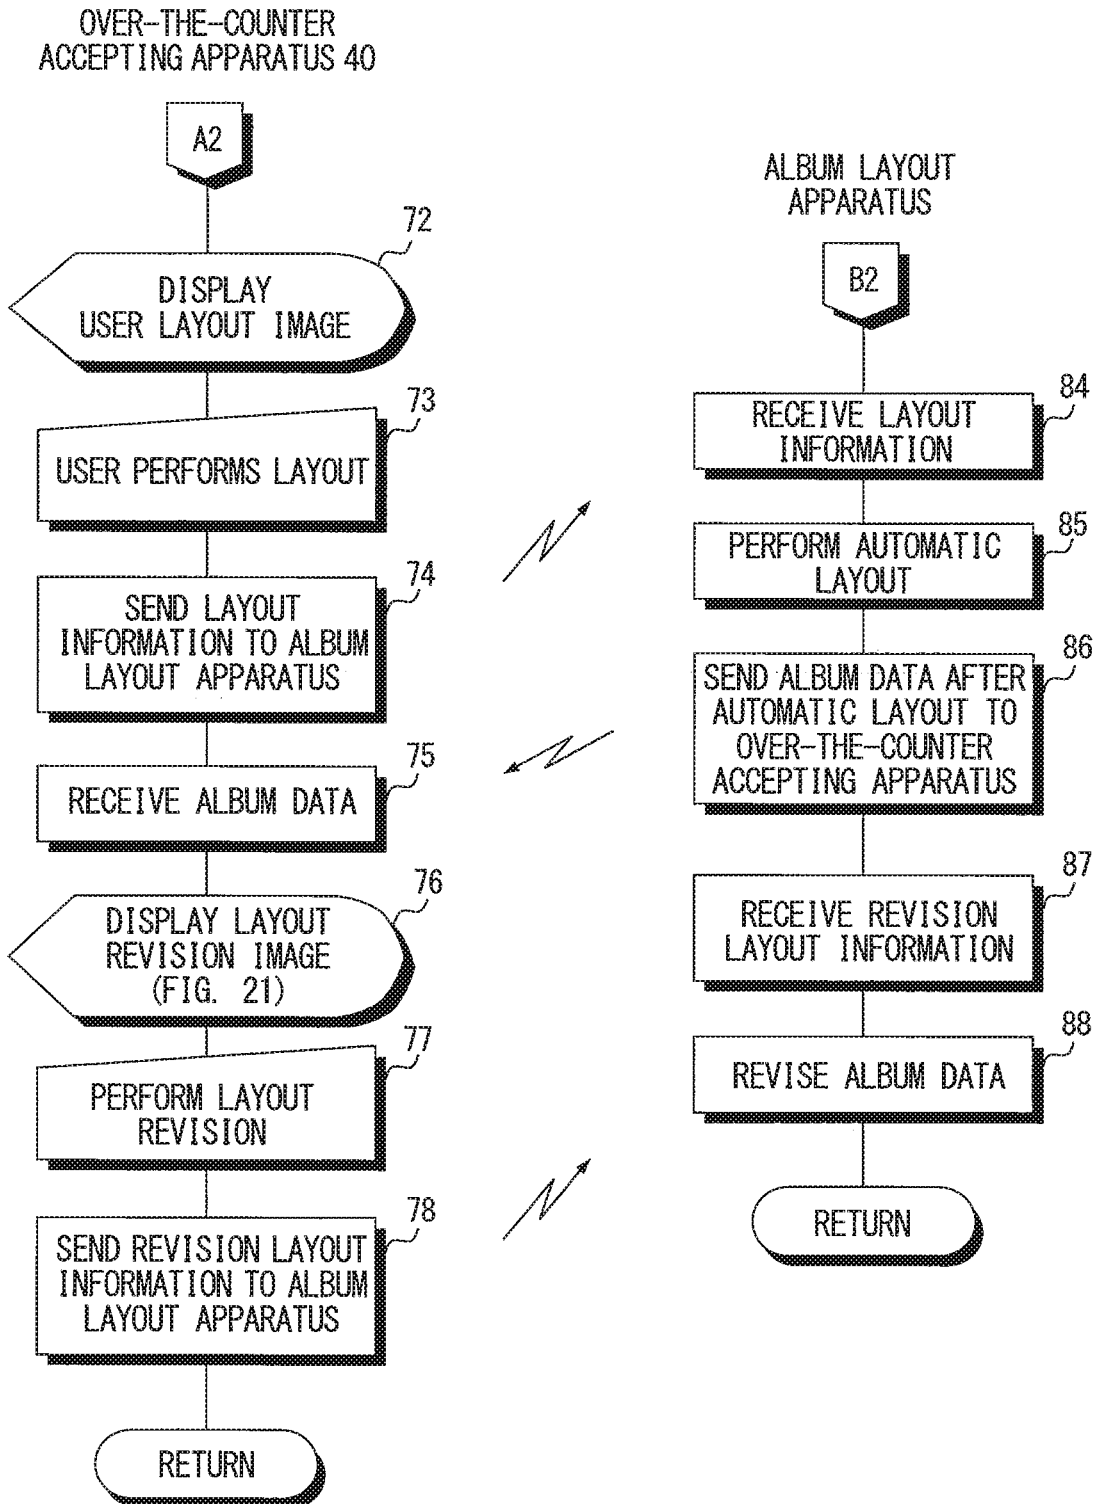 OVER-THE-COUNTER
ACCEPTING APPARATUS 40
A2
72
DISPLAY
USER LAYOUT IMAGE
73
USER PERFORMS LAYOUT
74
SEND LAYOUT
INFORMATION TO ALBUM
LAYOUT APPARATUS
75
RECEIVE ALBUM DATA
76
DISPLAY LAYOUT
REVISION IMAGE
(FIG. 21)
77
PERFORM LAYOUT
REVISION
78
SEND REVISION LAYOUT
INFORMATION TO ALBUM
LAYOUT APPARATUS
RETURN
ALBUM LAYOUT
APPARATUS
B2
84
RECEIVE LAYOUT
INFORMATION
85
PERFORM AUTOMATIC
LAYOUT
86
SEND ALBUM DATA AFTER
AUTOMATIC LAYOUT TO
OVER-THE-COUNTER
ACCEPTING APPARATUS
87
RECEIVE REVISION
LAYOUT INFORMATION
88
REVISE ALBUM DATA
RETURN